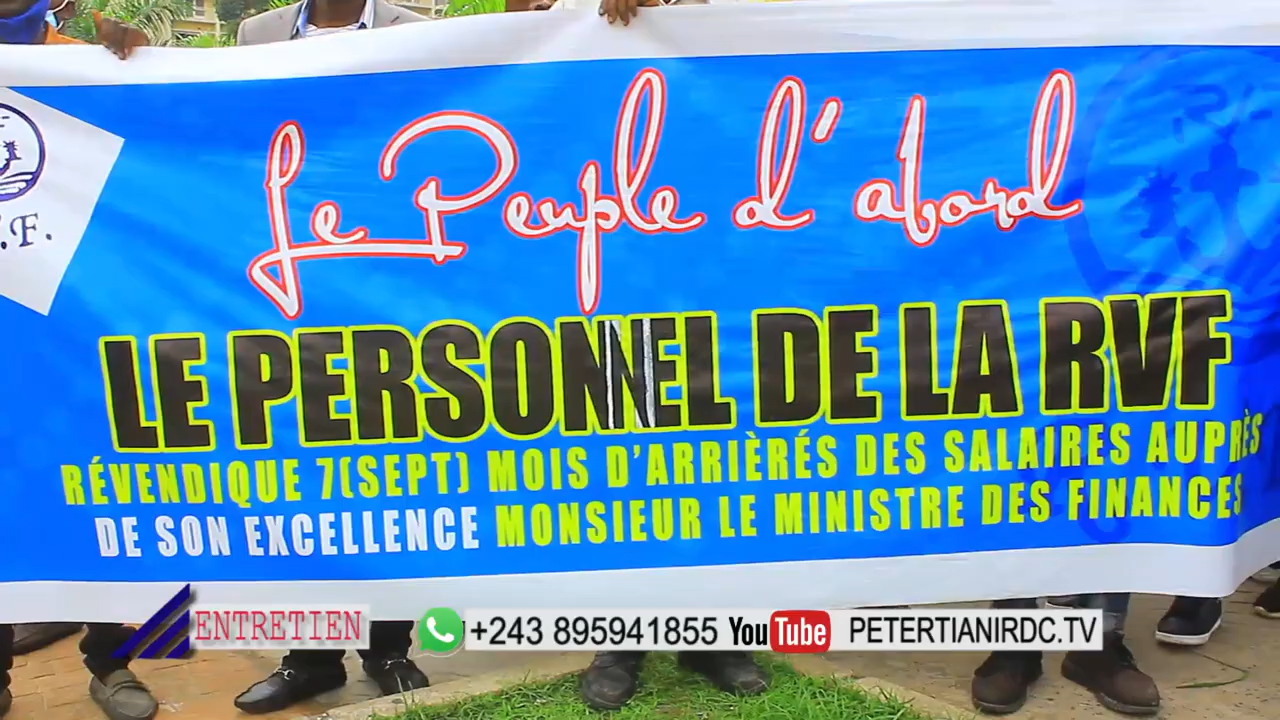 Le Peuple d'abord
.F.
LE PERSONNEL DE LA RVF
RÉVENDIQUE 7(SEPT) MOIS D'ARRIÈRÉS DES SALAIRES AUPRÈS
DE SON EXCELLENCE MONSIEUR LE MINISTRE DES FINANCES
ENTRETIEN +243 895941855 YouTube PETERTIANIRDC.TV